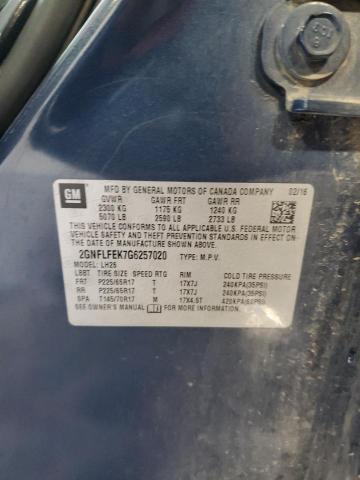 GM
MFD BY GENERAL MOTORS OF CANADA COMPANY 02/16
GVWR GAWR FRT GAWR RR
2300 KG 1175 KG 1240 KG
5070 LB 2590 LB 2733 LB
THIS VEHICLE CONFORMS TO ALL APPLICABLE U.S. FEDERAL
MOTOR VEHICLE SAFETY AND THEFT PREVENTION STANDARDS
IN EFFECT ON THE DATE OF MANUFACTURE SHOWN ABOVE.
2GNFLFEK7G6257020 TYPE: M.P.V.
MODEL: LH26
LBBT TIRE SIZE SPEED RTG RIM COLD TIRE PRESSURE
FRT P225/65R17 T 17X7J 240KPA(35PSI)
RR P225/65R17 T 17X7J 240KPA(35PSI)
SPA T145/70R17 M 17X4.5T 420KPA(60PSI)
SEE OWNER'S MANUAL FOR MORE INFORMATION.